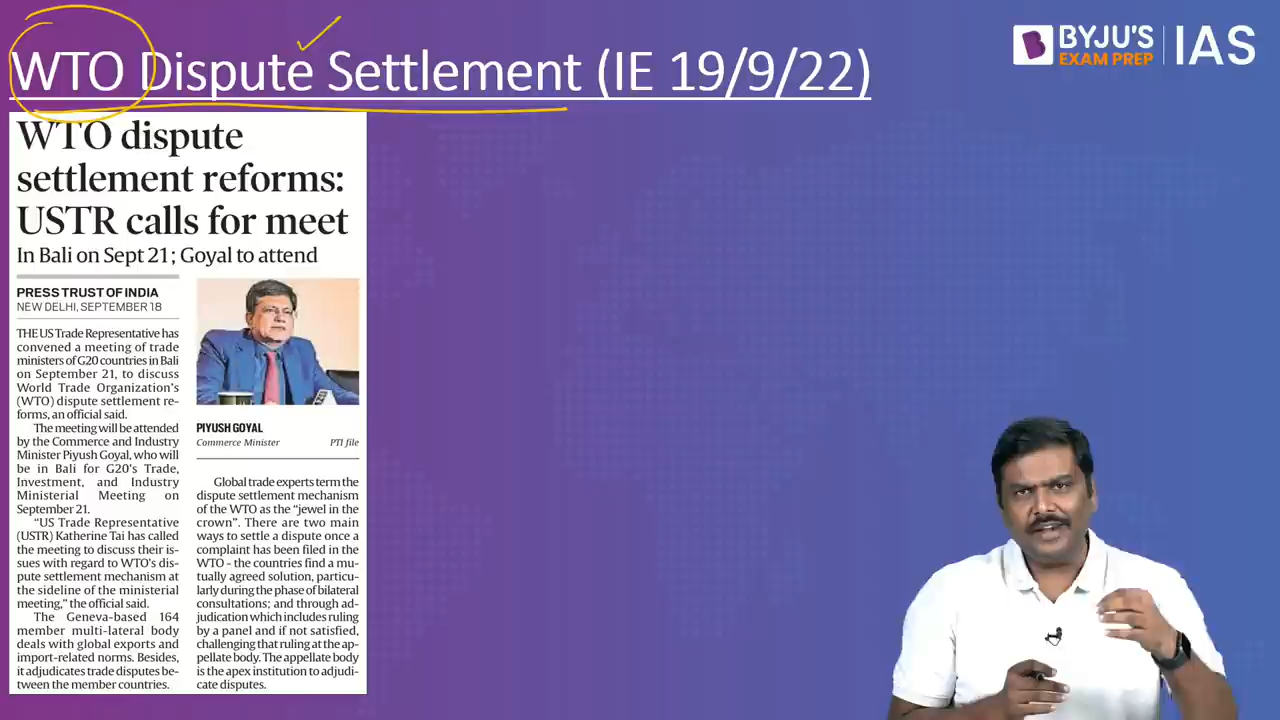 WTO Dispute Settlement (IE 19/9/22)
BYJU'S
EXAM PREP
IAS
WTO dispute
settlement reforms:
USTR calls for meet
In Bali on Sept 21; Goyal to attend
PRESS TRUST OF INDIA
NEW DELHI, SEPTEMBER 18
THE US Trade Representative has
convened a meeting of trade
ministers of G20 countries in Bali
on September 21, to discuss
World Trade Organization's
(WTO) dispute settlement re-
forms, an official said.
The meeting will be attended
by the Commerce and Industry
Minister Piyush Goyal, who will
be in Bali for G20's Trade,
Investment, and Industry
Ministerial Meeting on
September 21.
"US Trade Representative
(USTR) Katherine Tai has called
the meeting to discuss their is-
sues with regard to WTO's dis-
pute settlement mechanism at
the sideline of the ministerial
meeting," the official said.
The Geneva-based 164
member multi-lateral body
deals with global exports and
import-related norms. Besides,
it adjudicates trade disputes be-
tween the member countries.
PIYUSH GOYAL
Commerce Minister PTI file
Global trade experts term the
dispute settlement mechanism
of the WTO as the "jewel in the
crown". There are two main
ways to settle a dispute once a
complaint has been filed in the
WTO - the countries find a mu-
tually agreed solution, particu-
larly during the phase of bilateral
consultations; and through ad-
judication which includes ruling
by a panel and if not satisfied,
challenging that ruling at the ap-
pellate body. The appellate body
is the apex institution to adjudi-
cate disputes.